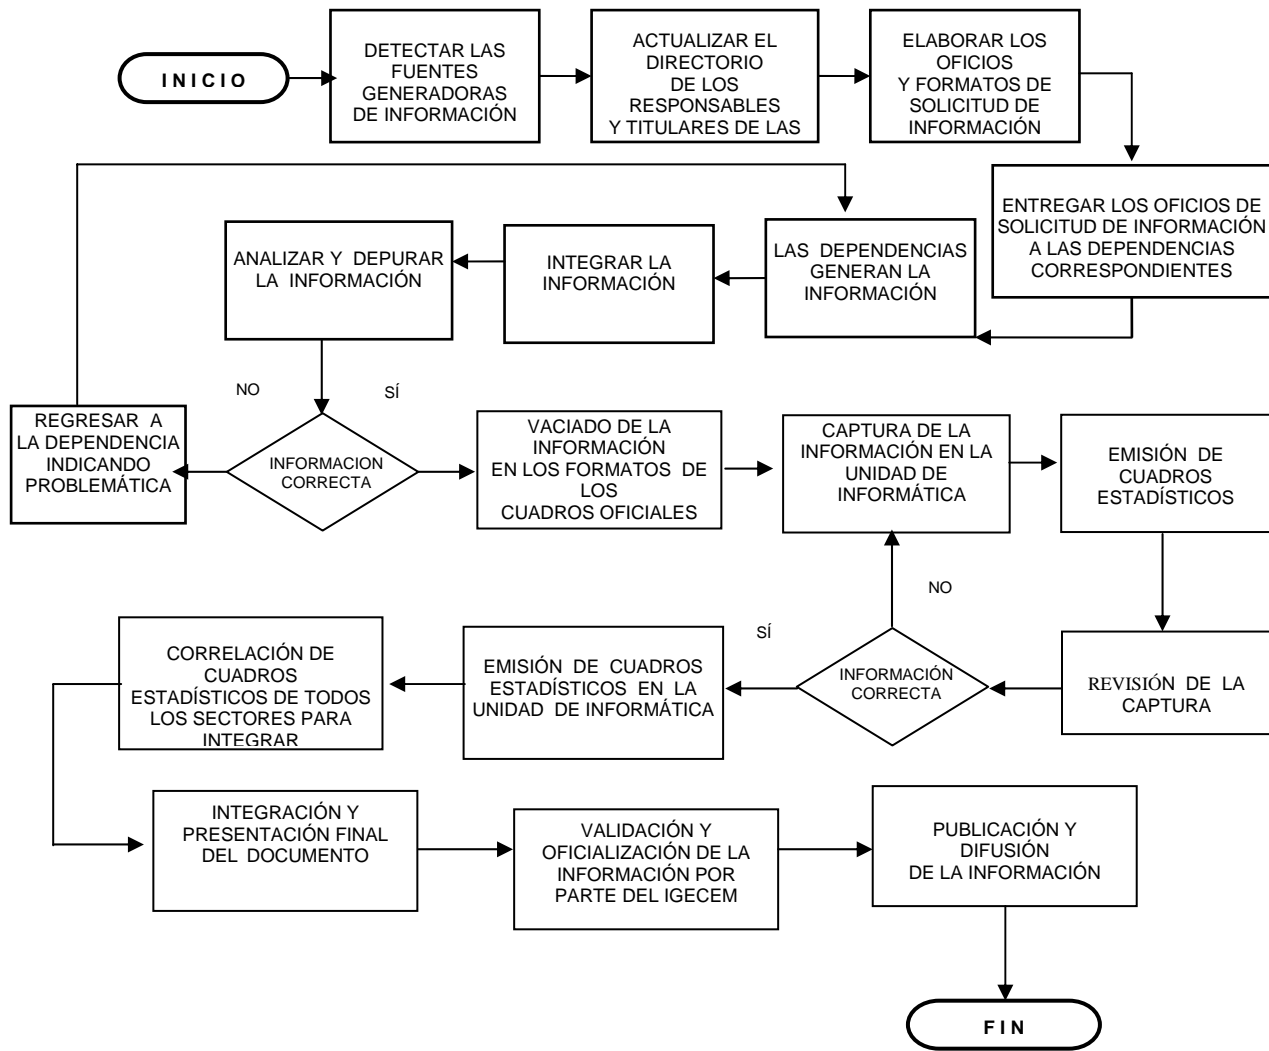 INICIO
DETECTAR LAS
FUENTES
GENERADORAS
DE INFORMACIÓN
ACTUALIZAR EL
DIRECTORIO
DE LOS
RESPONSABLES
Y TITULARES DE LAS
ELABORAR LOS
OFICIOS
Y FORMATOS DE
SOLICITUD DE
INFORMACIÓN
ENTREGAR LOS OFICIOS DE
SOLICITUD DE INFORMACIÓN
A LAS DEPENDENCIAS
CORRESPONDIENTES
LAS DEPENDENCIAS
GENERAN LA
INFORMACIÓN
INTEGRAR LA
INFORMACIÓN
ANALIZAR Y DEPURAR
LA INFORMACIÓN
NO
SÍ
INFORMACION
CORRECTA
REGRESAR A
LA DEPENDENCIA
INDICANDO
PROBLEMÁTICA
VACIADO DE LA
INFORMACIÓN
EN LOS FORMATOS DE
LOS
CUADROS OFICIALES
CAPTURA DE LA
INFORMACIÓN EN LA
UNIDAD DE
INFORMÁTICA
EMISIÓN DE
CUADROS
ESTADÍSTICOS
REVISIÓN DE LA
CAPTURA
INFORMACIÓN
CORRECTA
NO
SÍ
EMISIÓN DE CUADROS
ESTADÍSTICOS EN LA
UNIDAD DE INFORMÁTICA
CORRELACIÓN DE
CUADROS
ESTADÍSTICOS DE TODOS
LOS SECTORES PARA
INTEGRAR
INTEGRACIÓN Y
PRESENTACIÓN FINAL
DEL DOCUMENTO
VALIDACIÓN Y
OFICIALIZACIÓN DE LA
INFORMACIÓN POR
PARTE DEL IGECEM
PUBLICACIÓN Y
DIFUSIÓN
DE LA INFORMACIÓN
FIN